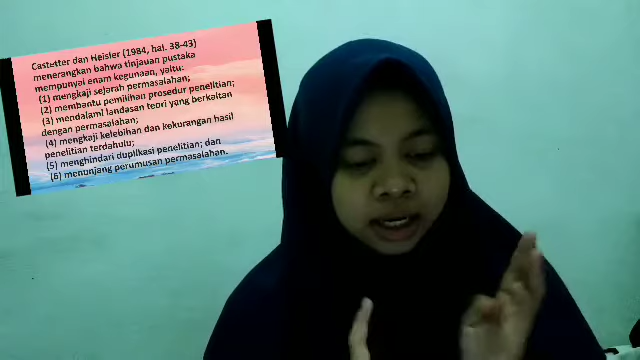 Castetter dan Heisler (1984, hal. 38-43)
menerangkan bahwa tinjauan pustaka
mempunyai enam kegunaan, yaitu:
(1) mengkaji sejarah permasalahan;
(2) membantu pemilihan prosedur penelitian;
(3) mendalami landasan teori yang berkaitan
dengan permasalahan;
(4) mengkaji kelebihan dan kekurangan hasil
penelitian terdahulu;
(5) menghindari duplikasi penelitian; dan
(6) menunjang perumusan permasalahan.